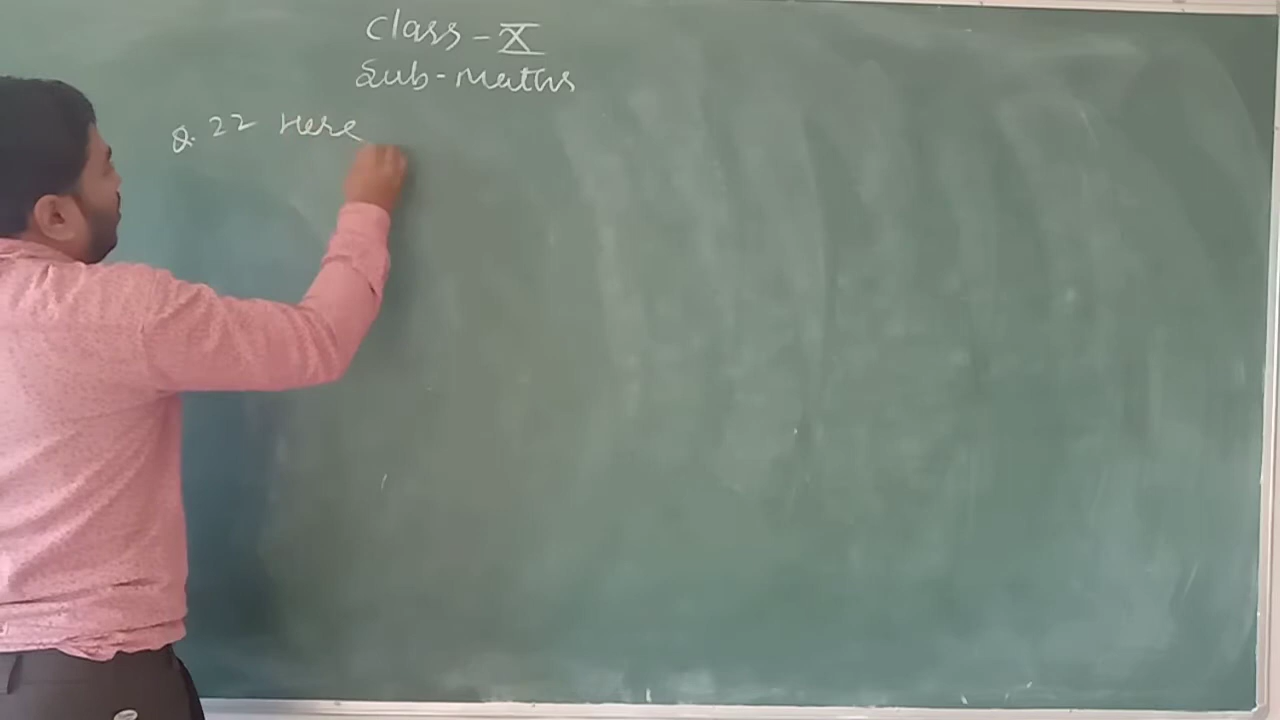 Class - X
Sub - Maths
Q. 22 Here